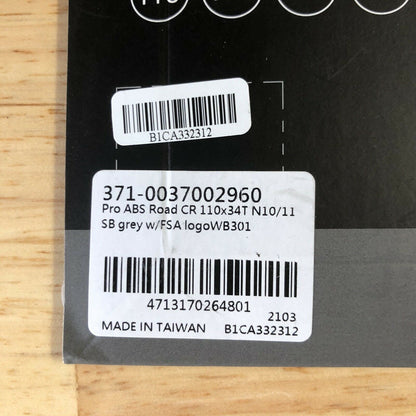 B1CA332312
371-0037002960
Pro ABS Road CR 110x34T N10/11
SB grey w/FSA logoWB301
4713170264801
2103
MADE IN TAIWAN B1CA332312